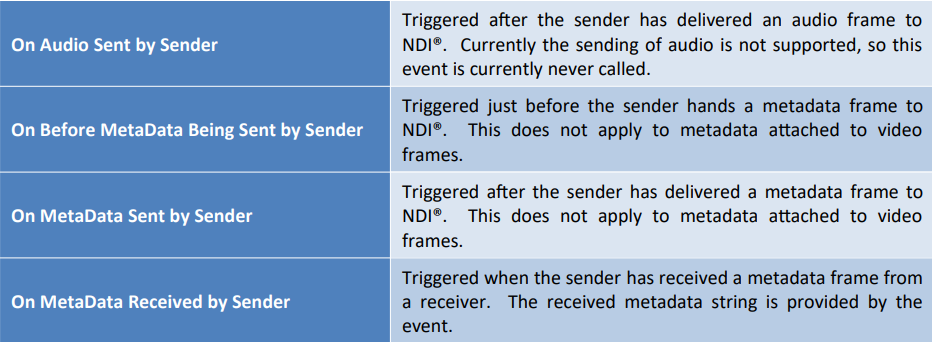 On Audio Sent by Sender
Triggered after the sender has delivered an audio frame to
NDI®. Currently the sending of audio is not supported, so this
event is currently never called.
On Before MetaData Being Sent by Sender
Triggered just before the sender hands a metadata frame to
NDI®. This does not apply to metadata attached to video
frames.
On MetaData Sent by Sender
Triggered after the sender has delivered a metadata frame to
NDI®. This does not apply to metadata attached to video
frames.
On MetaData Received by Sender
Triggered when the sender has received a metadata frame from
a receiver. The received metadata string is provided by the
event.